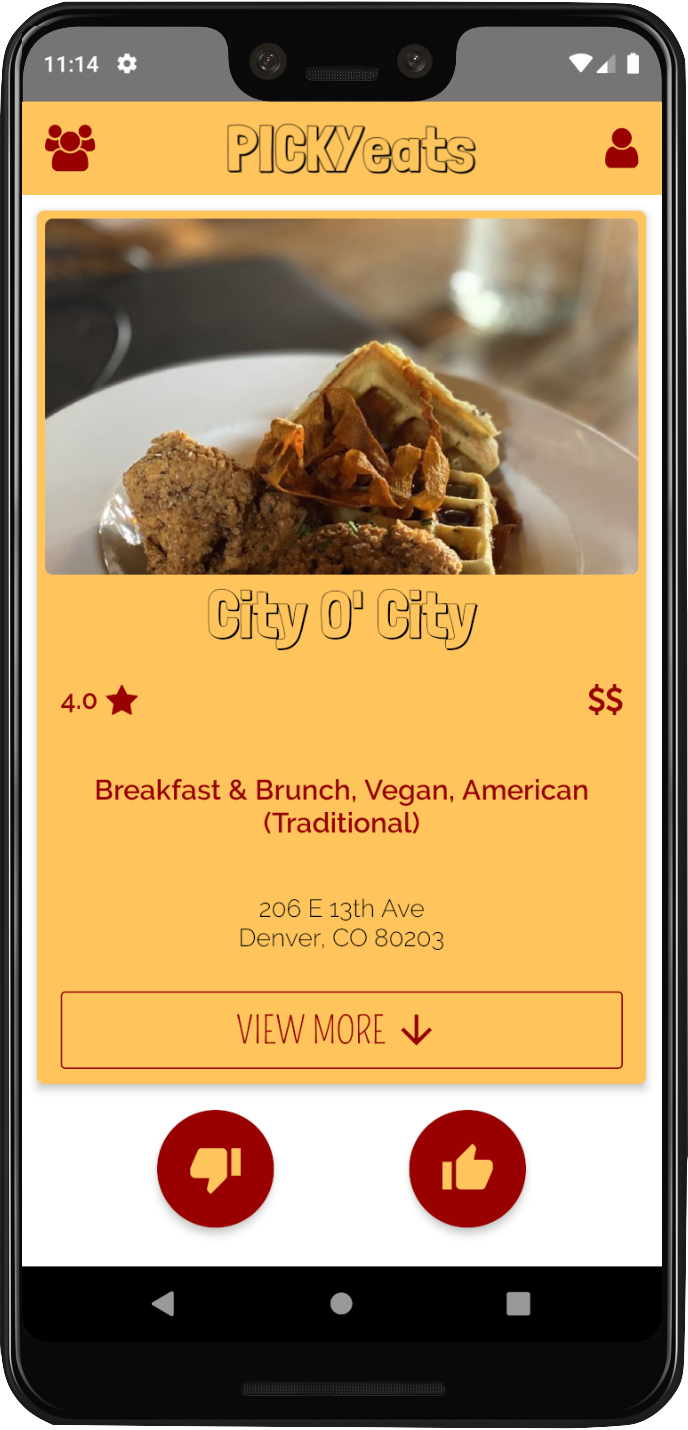 11:14
PICKYeats
City O' City
4.0
$$
Breakfast & Brunch, Vegan, American
(Traditional)
206 E 13th Ave
Denver, CO 80203
VIEW MORE